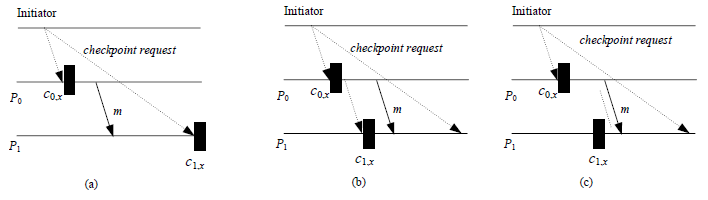 Initiator
checkpoint request
P0
c0,x
m
P1
c1,x
(a)
Initiator
checkpoint request
P0
c0,x
m
P1
c1,x
(b)
Initiator
checkpoint request
P0
c0,x
m
P1
c1,x
(c)